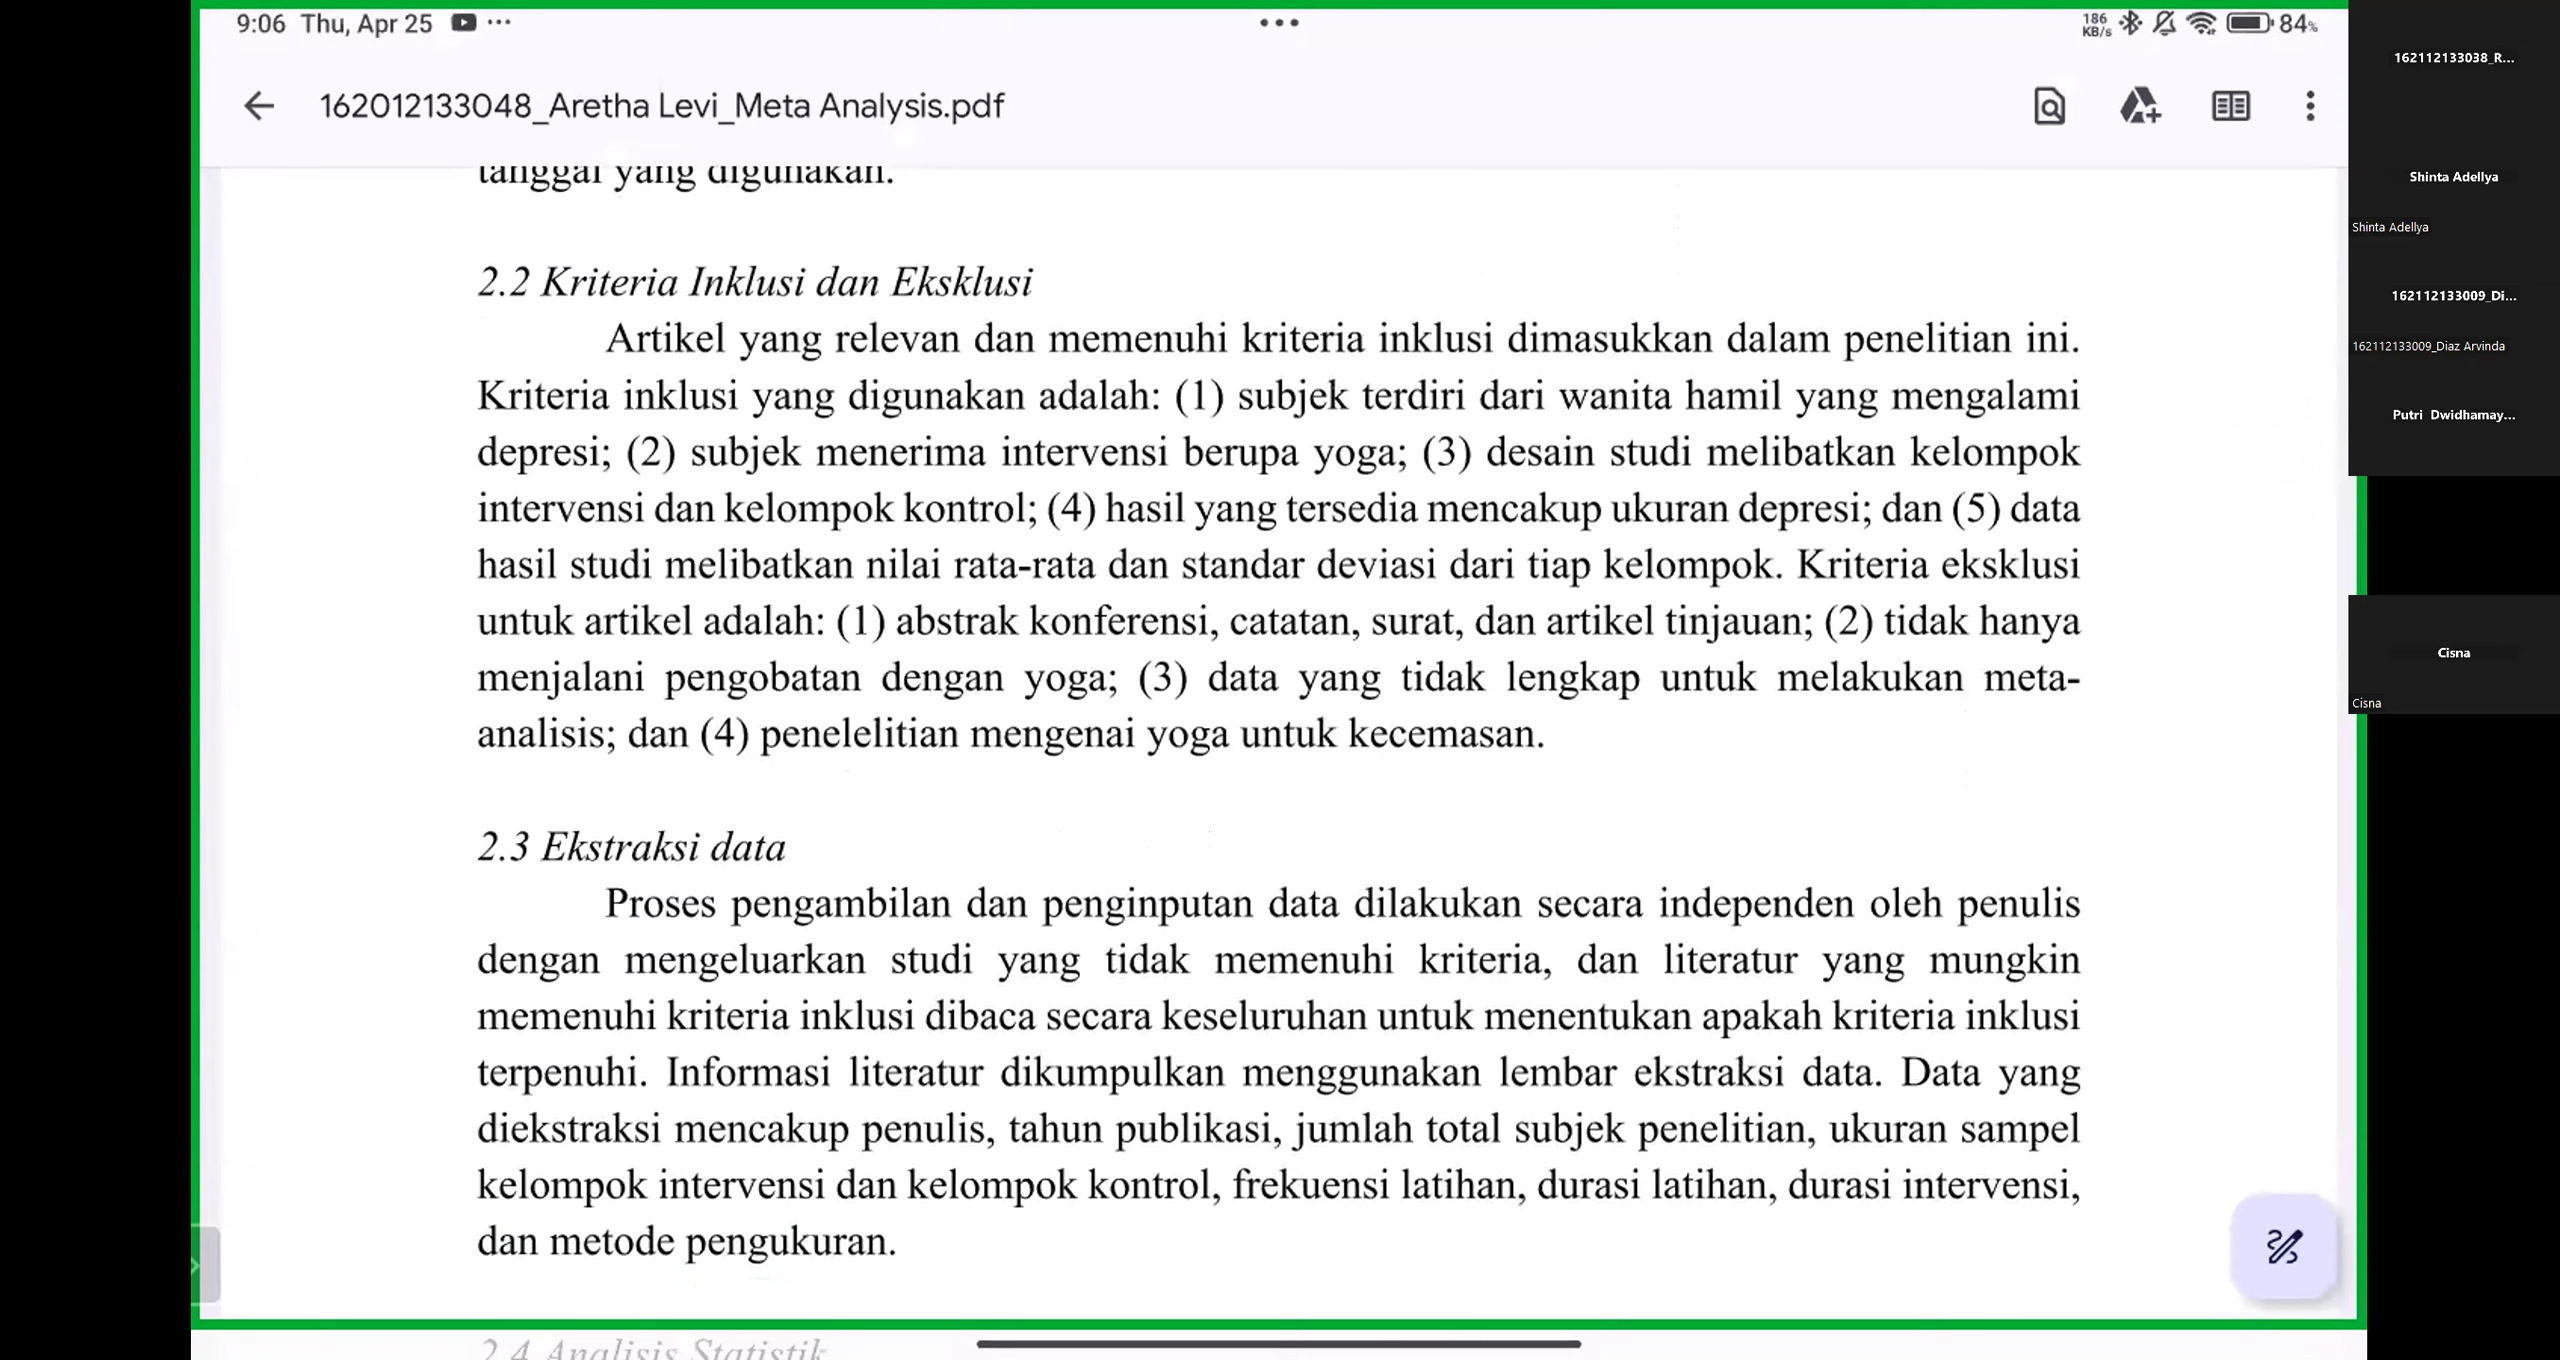 9:06 Thu, Apr 25
186 KB/s
84%
162012133048_Aretha Levi_Meta Analysis.pdf
tanggal yang digunakan.
2.2 Kriteria Inklusi dan Eksklusi
Artikel yang relevan dan memenuhi kriteria inklusi dimasukkan dalam penelitian ini.
Kriteria inklusi yang digunakan adalah: (1) subjek terdiri dari wanita hamil yang mengalami
depresi; (2) subjek menerima intervensi berupa yoga; (3) desain studi melibatkan kelompok
intervensi dan kelompok kontrol; (4) hasil yang tersedia mencakup ukuran depresi; dan (5) data
hasil studi melibatkan nilai rata-rata dan standar deviasi dari tiap kelompok. Kriteria eksklusi
untuk artikel adalah: (1) abstrak konferensi, catatan, surat, dan artikel tinjauan; (2) tidak hanya
menjalani pengobatan dengan yoga; (3) data yang tidak lengkap untuk melakukan meta-
analisis; dan (4) penelelitian mengenai yoga untuk kecemasan.
2.3 Ekstraksi data
Proses pengambilan dan penginputan data dilakukan secara independen oleh penulis
dengan mengeluarkan studi yang tidak memenuhi kriteria, dan literatur yang mungkin
memenuhi kriteria inklusi dibaca secara keseluruhan untuk menentukan apakah kriteria inklusi
terpenuhi. Informasi literatur dikumpulkan menggunakan lembar ekstraksi data. Data yang
diekstraksi mencakup penulis, tahun publikasi, jumlah total subjek penelitian, ukuran sampel
kelompok intervensi dan kelompok kontrol, frekuensi latihan, durasi latihan, durasi intervensi,
dan metode pengukuran.
2.4 Analisis Statistik
162112133038_R...
Shinta Adellya
Shinta Adellya
162112133009_Di...
162112133009_Diaz Arvinda
Putri Dwidhamay...
Cisna
Cisna